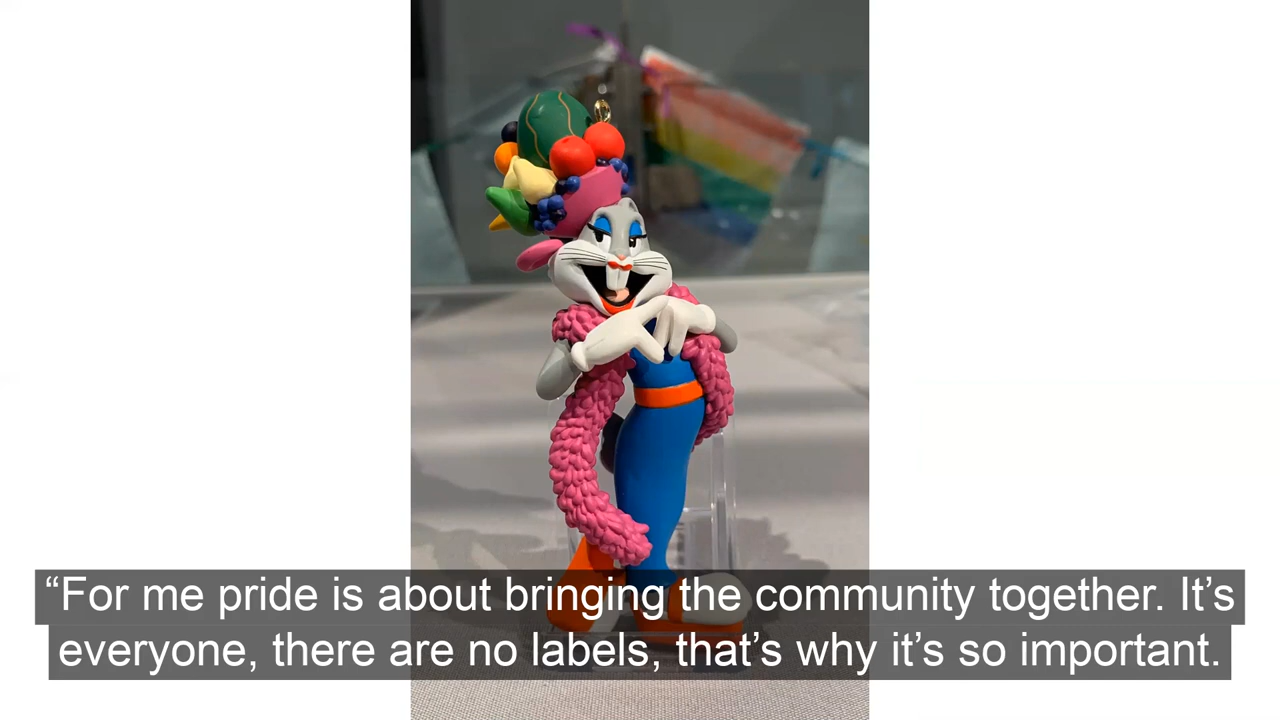 “For me pride is about bringing the community together. It’s
everyone, there are no labels, that’s why it’s so important.